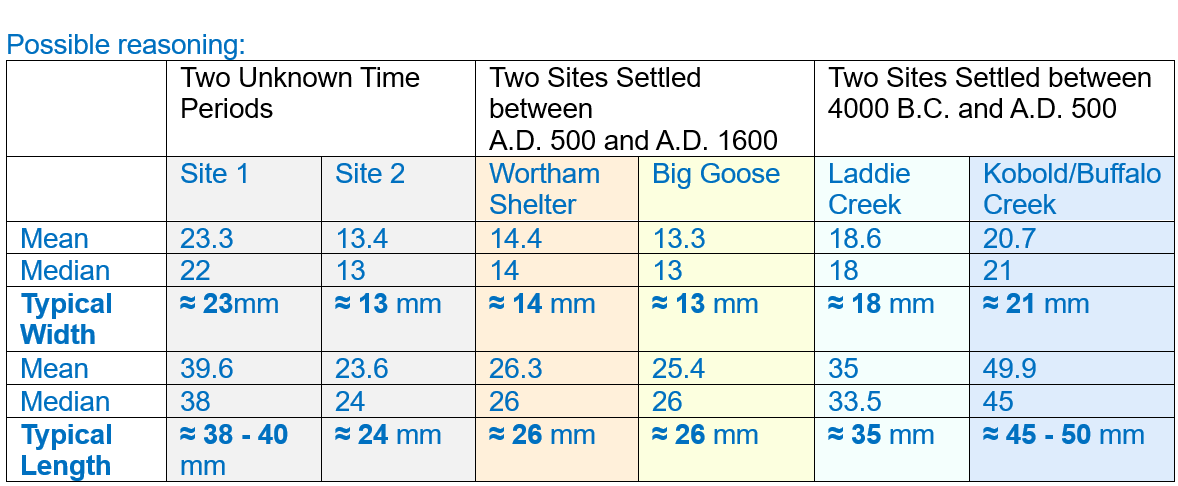 Possible reasoning:
Two Unknown Time Periods | Two Sites Settled between A.D. 500 and A.D. 1600 | Two Sites Settled between 4000 B.C. and A.D. 500
Site 1 | Site 2 | Wortham Shelter | Big Goose | Laddie Creek | Kobold/Buffalo Creek
Mean | 23.3 | 13.4 | 14.4 | 13.3 | 18.6 | 20.7
Median | 22 | 13 | 14 | 13 | 18 | 21
Typical Width | ≈ 23mm | ≈ 13 mm | ≈ 14 mm | ≈ 13 mm | ≈ 18 mm | ≈ 21 mm
Mean | 39.6 | 23.6 | 26.3 | 25.4 | 35 | 49.9
Median | 38 | 24 | 26 | 26 | 33.5 | 45
Typical Length | ≈ 38 - 40 mm | ≈ 24 mm | ≈ 26 mm | ≈ 26 mm | ≈ 35 mm | ≈ 45 - 50 mm